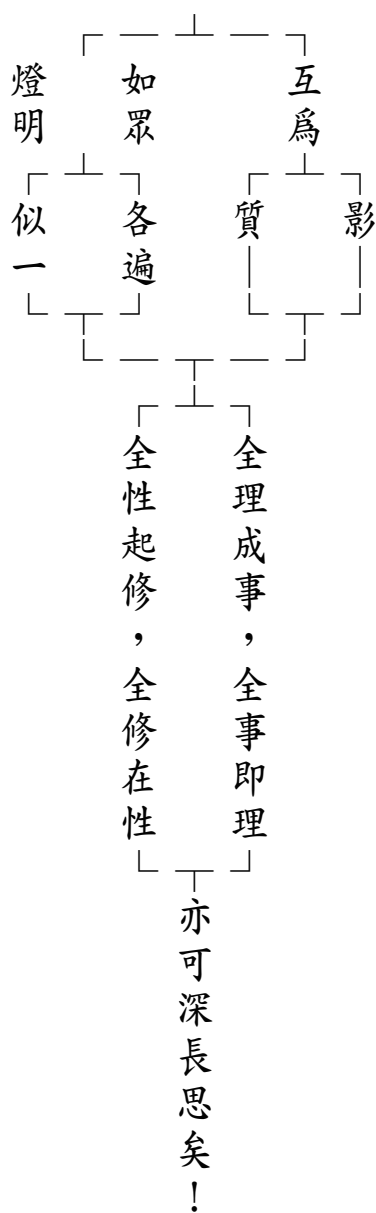 互爲
影
質
如眾
燈明
各遍
似一
全理成事，全事即理
全性起修，全修在性
亦可深長思矣！